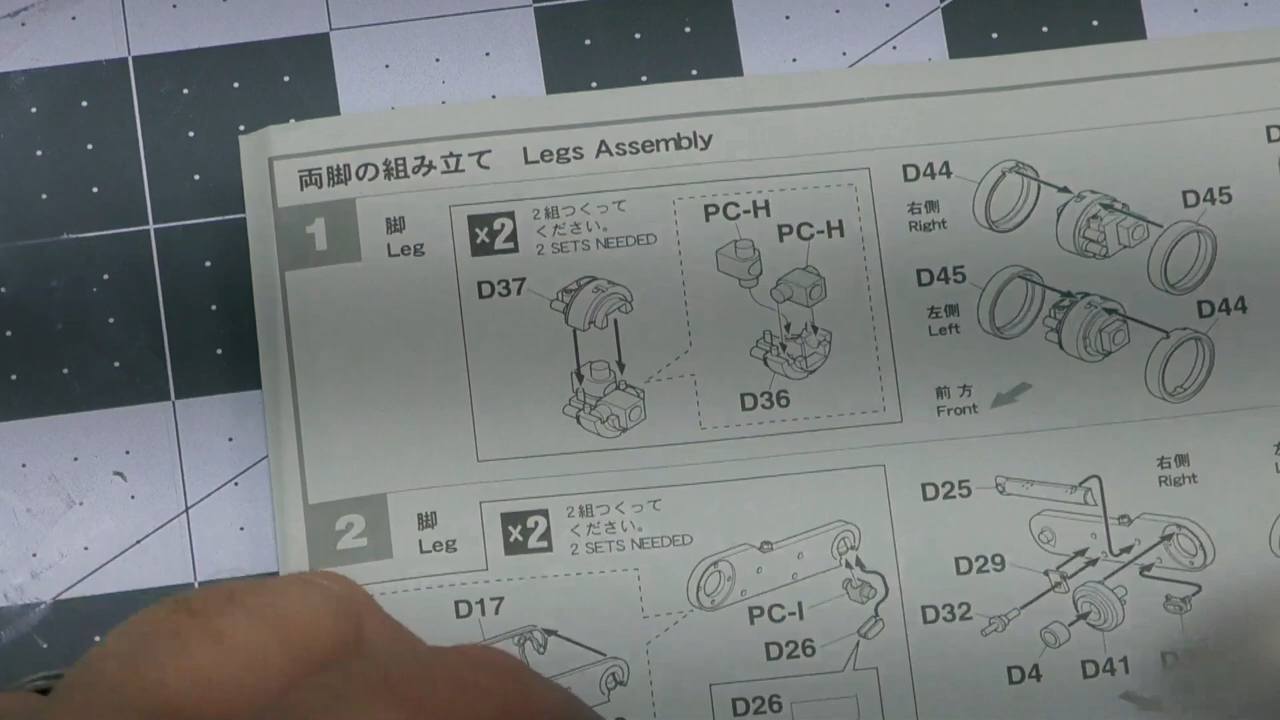 両脚の組み立て Legs Assembly
1
脚
Leg
×2
2組つくって
ください。
2 SETS NEEDED
D37
PC-H
PC-H
D36
D44
右側
Right
D45
D45
左側
Left
D44
前方
Front
2
脚
Leg
×2
2組つくって
ください。
2 SETS NEEDED
D17
PC-I
D26
D26
D25
右側
Right
D29
D32
D4
D41